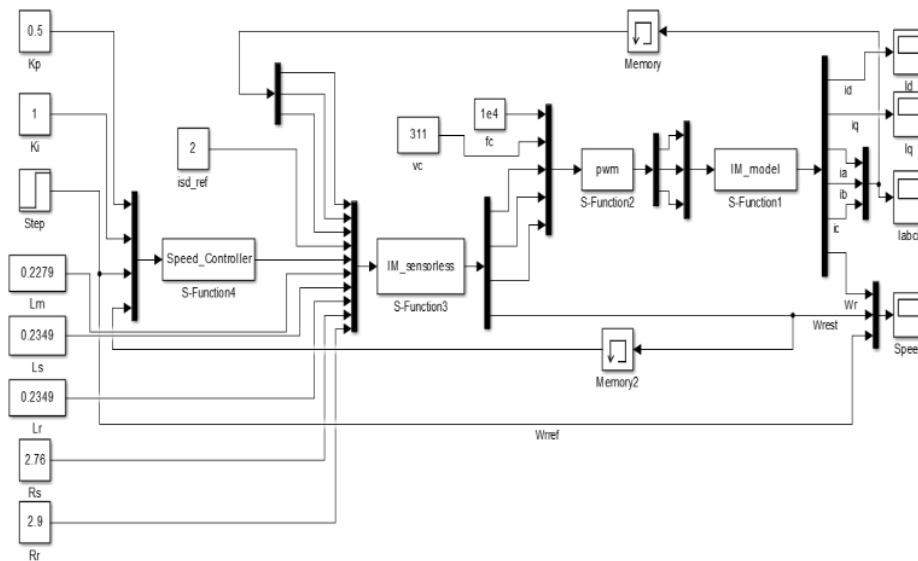 0.5
Kp
1
Ki
Step
0.2279
Lm
0.2349
Ls
0.2349
Lr
2.76
Rs
2.9
Rr
2
isd_ref
Speed_Controller
S-Function4
IM_sensorless
S-Function3
311
vc
1e4
fc
pwm
S-Function2
IM_model
S-Function1
Memory
Memory2
id
iq
ia
ib
ic
Wr
Wrest
Wrref
Id
Iq
Iabci
Spee